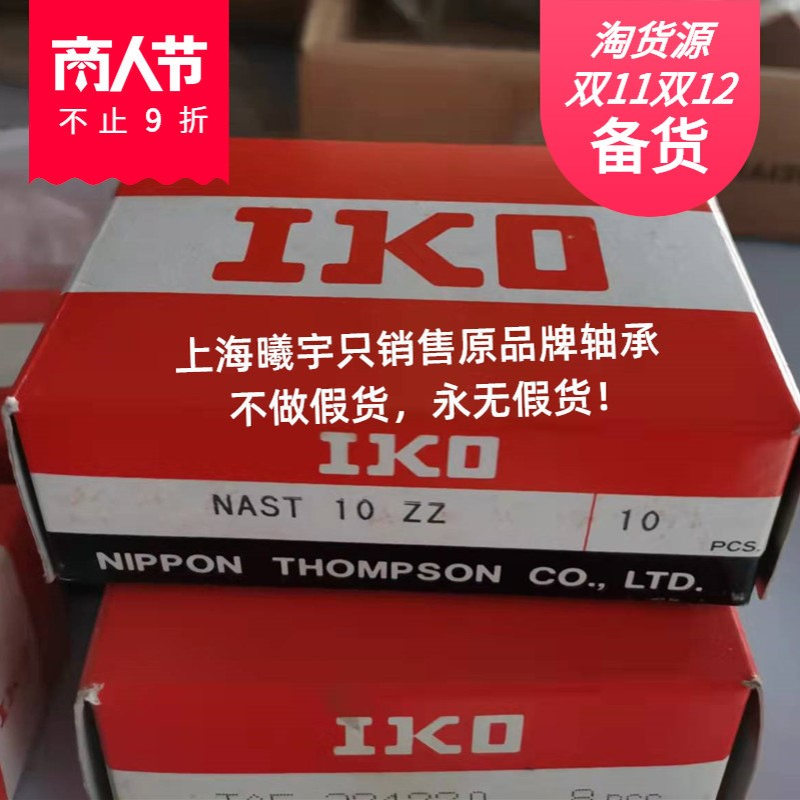 商人节
不止9折
淘货源
双11双12
备货
IKO
上海曦宇只销售原品牌轴承
不做假货，永无假货！
IKO
NAST 10 ZZ
10
PCS.
NIPPON THOMPSON CO., LTD.
IKO
8 pcs